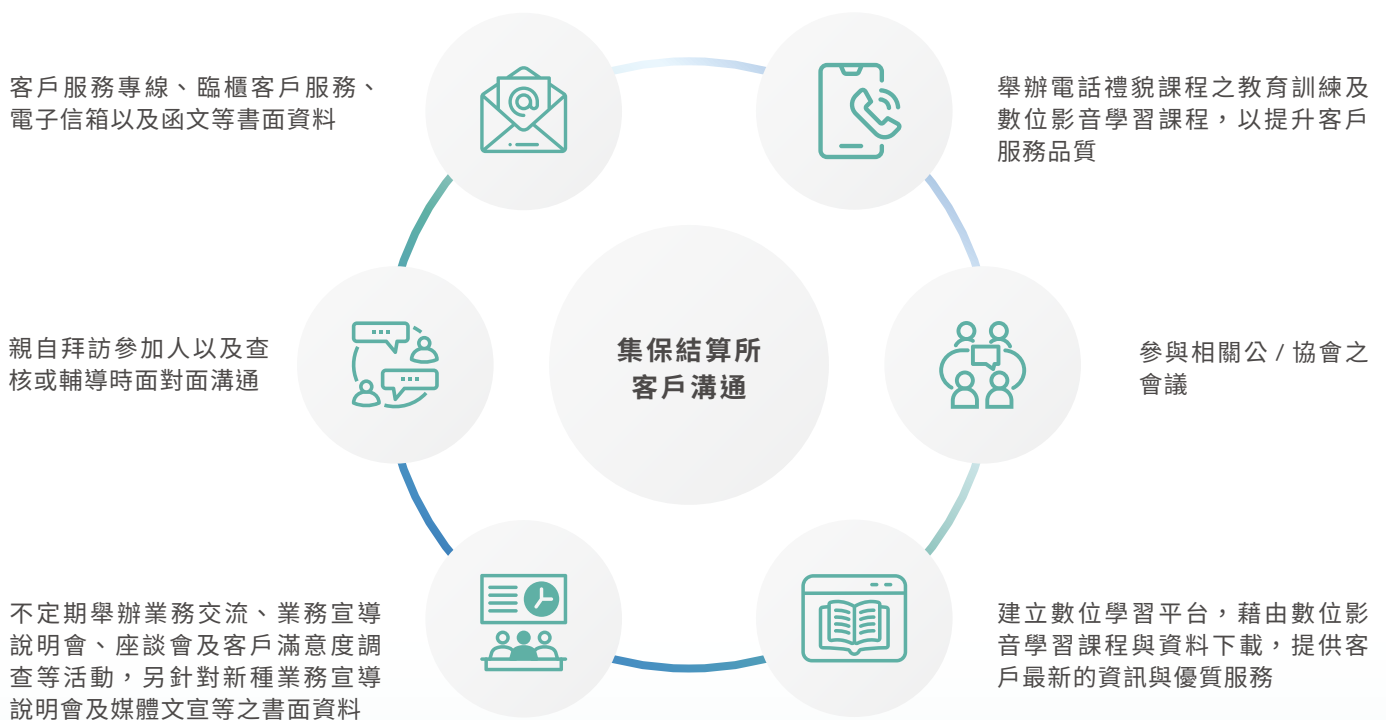 客戶服務專線、臨櫃客戶服務、
電子信箱以及函文等書面資料
舉辦電話禮貌課程之教育訓練及
數位影音學習課程，以提升客戶
服務品質
親自拜訪參加人以及查
核或輔導時面對面溝通
集保結算所
客戶溝通
參與相關公 / 協會之
會議
不定期舉辦業務交流、業務宣導
說明會、座談會及客戶滿意度調
查等活動，另針對新種業務宣導
說明會及媒體文宣等之書面資料
建立數位學習平台，藉由數位影
音學習課程與資料下載，提供客
戶最新的資訊與優質服務